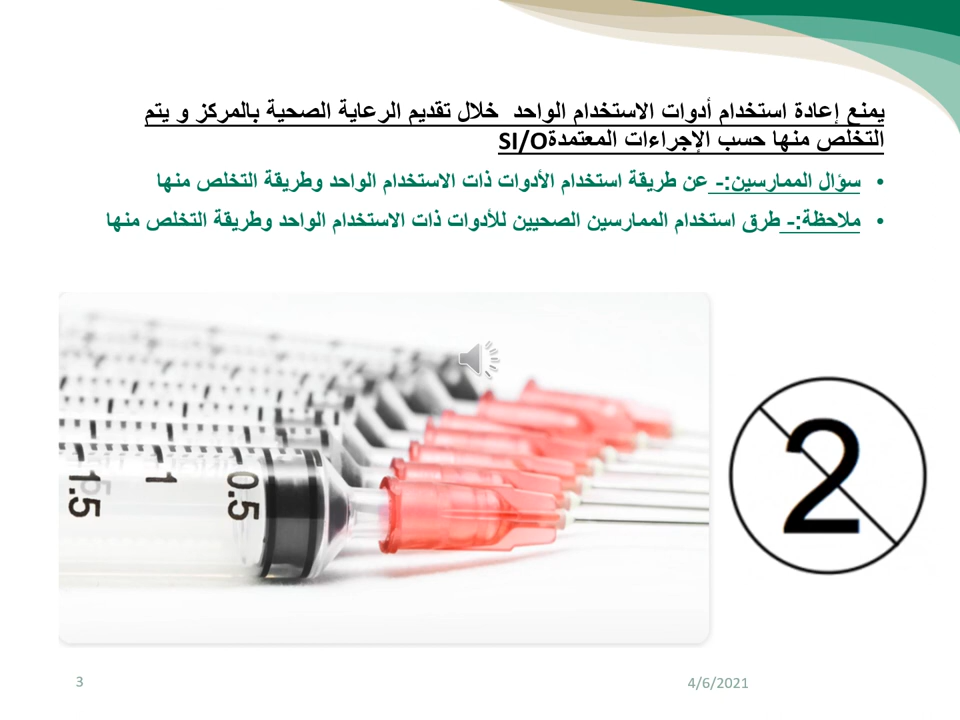 يمنع إعادة استخدام أدوات الاستخدام الواحد خلال تقديم الرعاية الصحية بالمركز و يتم
التخلص منها حسب الإجراءات المعتمدةSI/O
• سؤال الممارسين:- عن طريقة استخدام الأدوات ذات الاستخدام الواحد وطريقة التخلص منها
• ملاحظة:- طرق استخدام الممارسين الصحيين للأدوات ذات الاستخدام الواحد وطريقة التخلص منها
1.5 1 0.5
2
3
4/6/2021